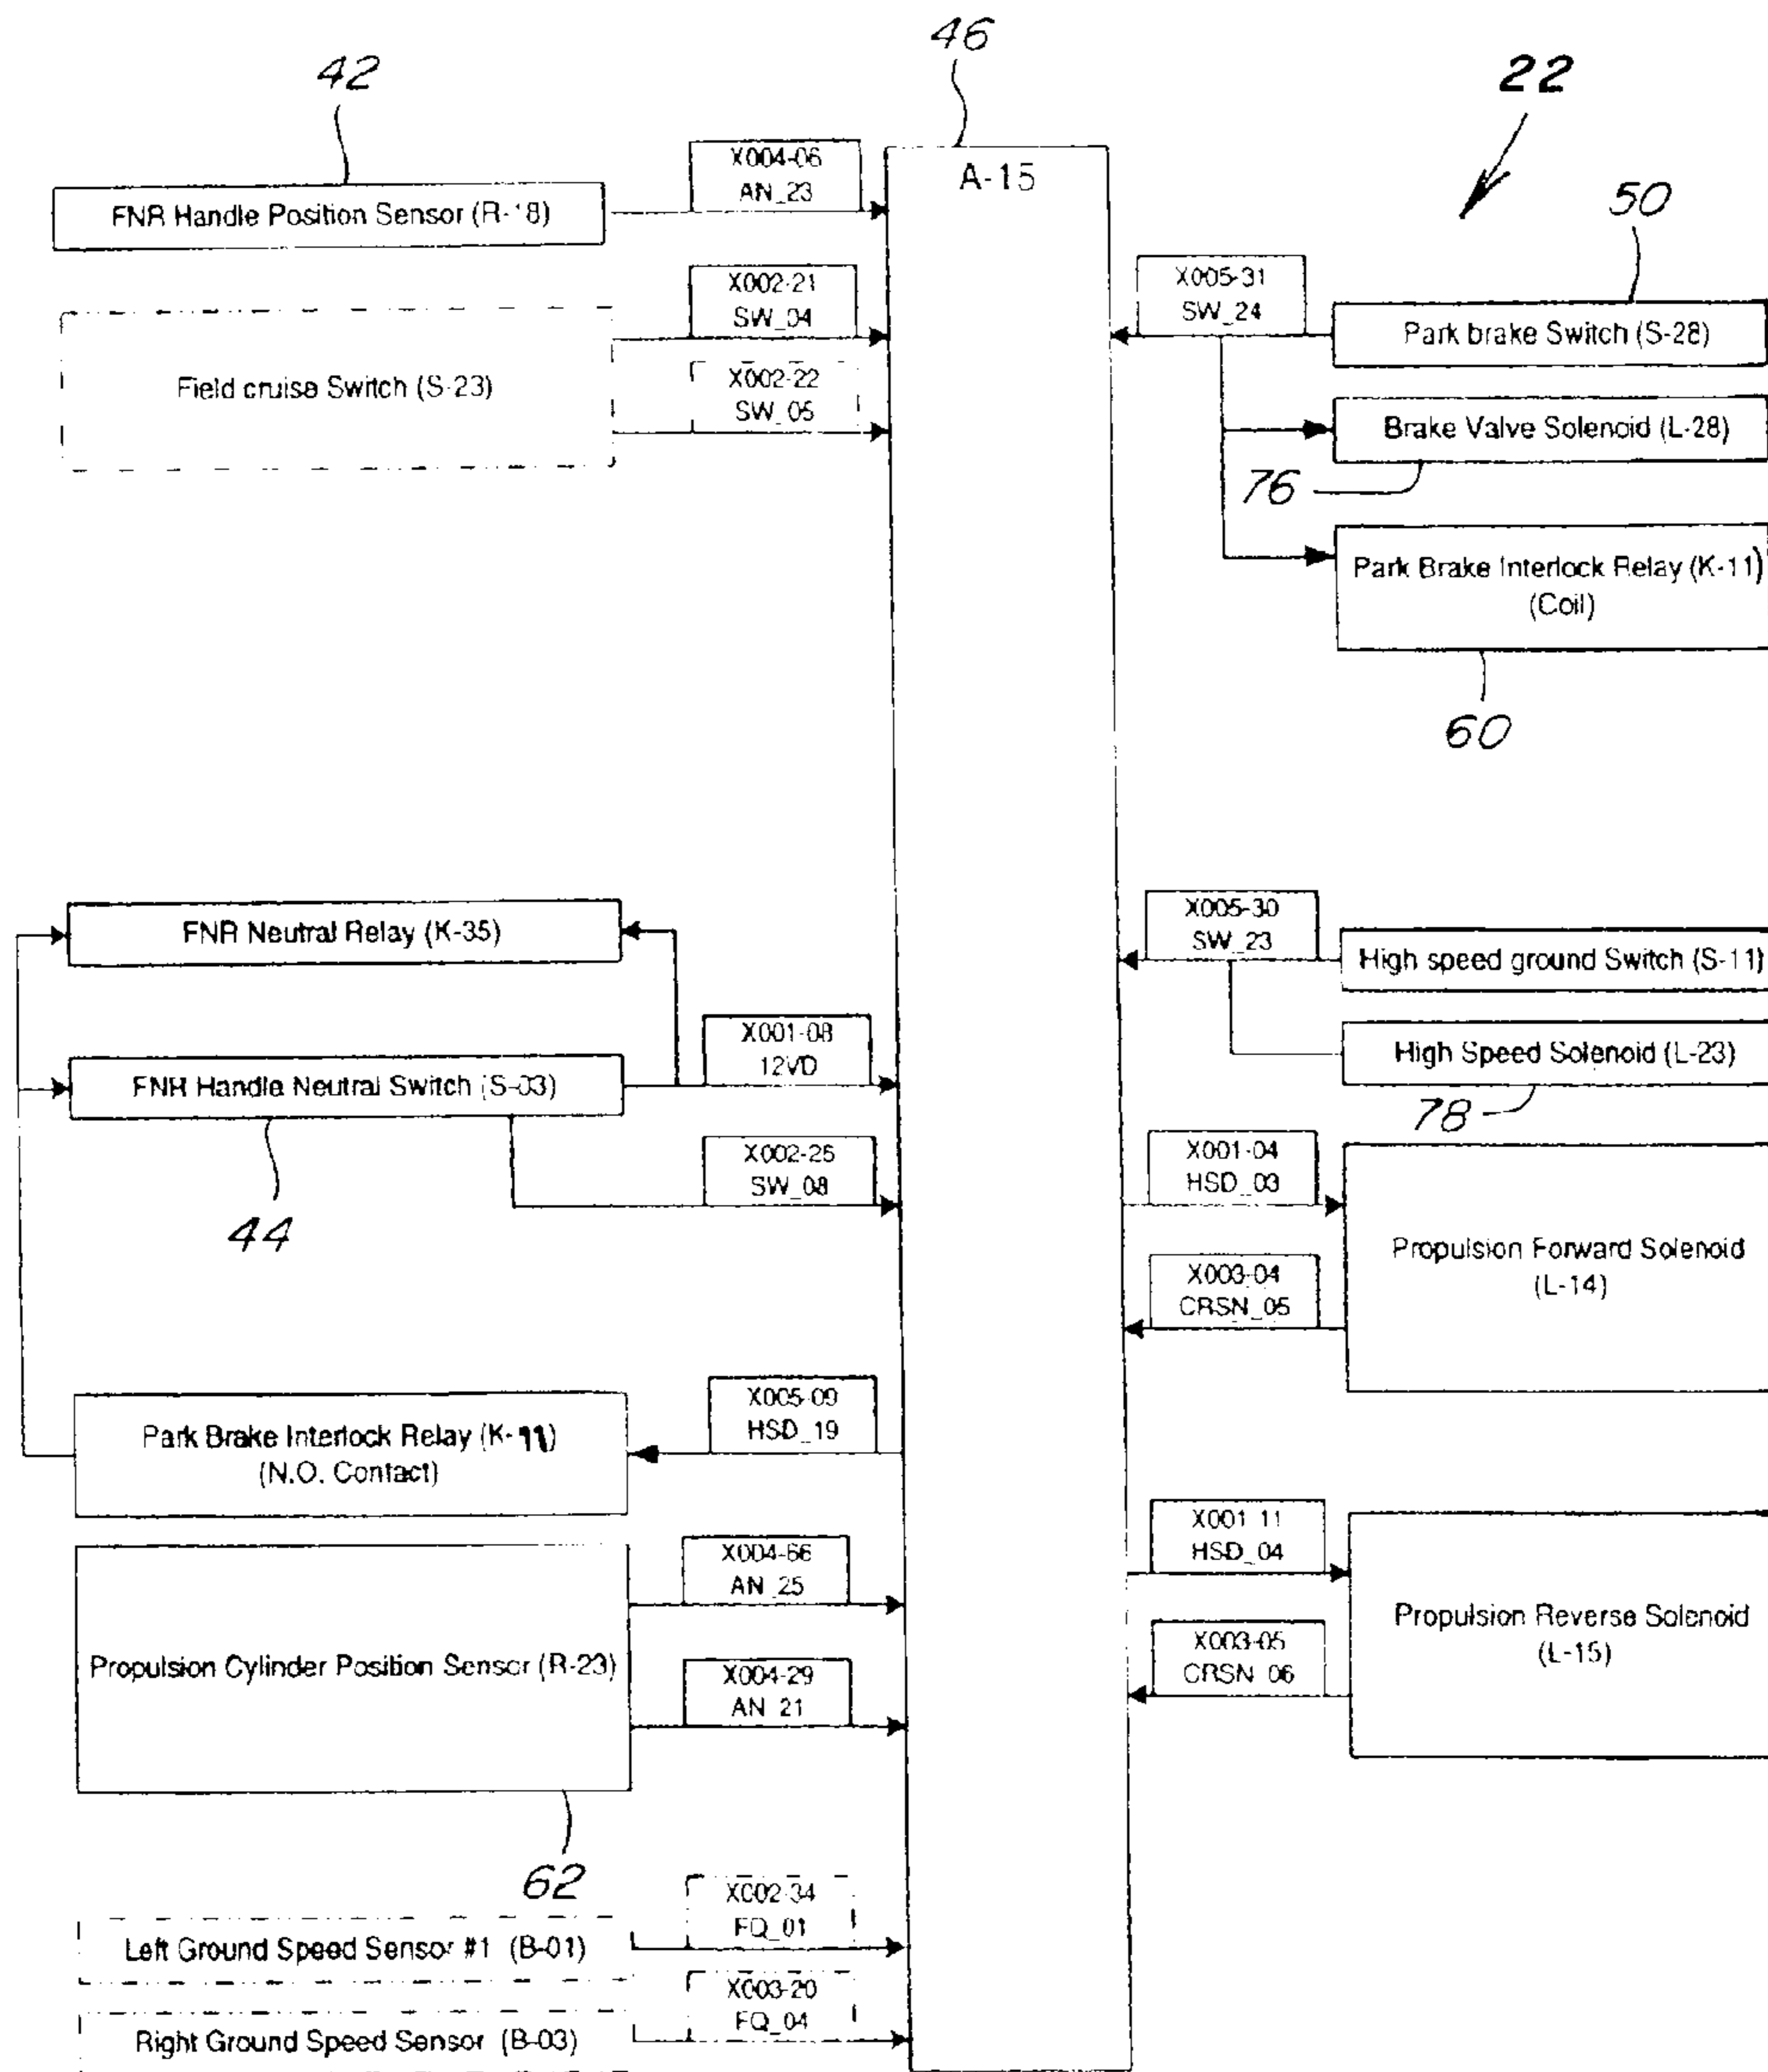 46
42
22
X004-06
AN_23
A-15
FNR Handle Position Sensor (R-18)
50
X002-21
SW_04
X005-31
SW_24
Park brake Switch (S-28)
Field cruise Switch (S-23)
X002-22
SW_05
Brake Valve Solenoid (L-28)
76
Park Brake Interlock Relay (K-11)
(Coil)
60
FNR Neutral Relay (K-35)
X005-30
SW_23
High speed ground Switch (S-11)
X001-08
12VD
FNR Handle Neutral Switch (S-03)
High Speed Solenoid (L-23)
78
44
X002-25
SW_08
X001-04
HSD_03
Propulsion Forward Solenoid
(L-14)
X003-04
CRSN_05
X005-09
HSD_19
Park Brake Interlock Relay (K-11)
(N.O. Contact)
X001-11
HSD_04
X004-66
AN_25
Propulsion Reverse Solenoid
(L-15)
Propulsion Cylinder Position Sensor (R-23)
X003-05
CRSN_06
X004-29
AN_21
62
X002-34
FQ_01
Left Ground Speed Sensor #1 (B-01)
X003-20
FQ_04
Right Ground Speed Sensor (B-03)